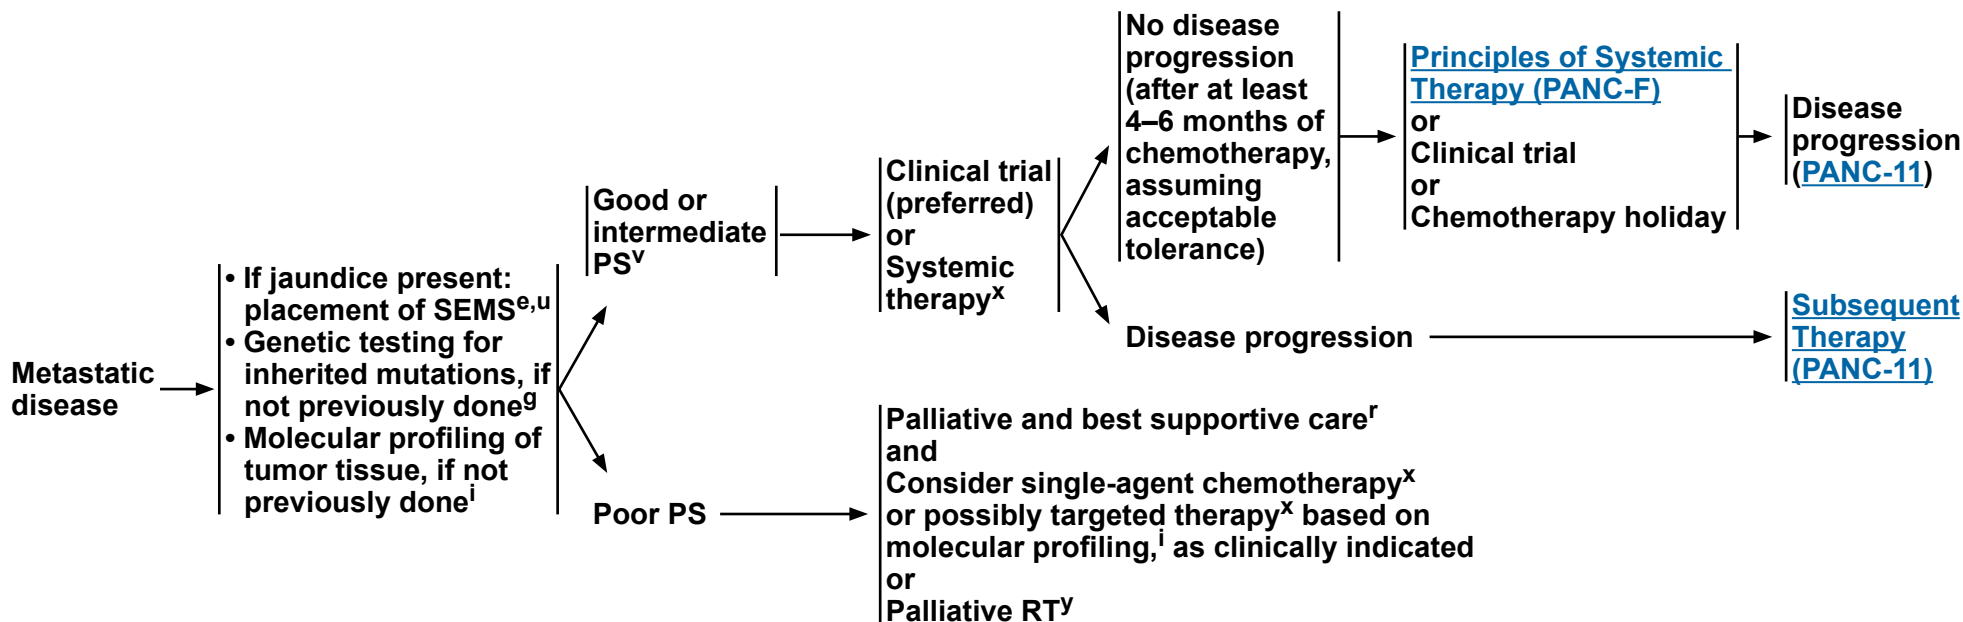 Metastatic
disease
• If jaundice present:
placement of SEMSe,u
• Genetic testing for
inherited mutations, if
not previously doneg
• Molecular profiling of
tumor tissue, if not
previously donei
Good or
intermediate
PSv
Clinical trial
(preferred)
or
Systemic
therapyx
No disease
progression
(after at least
4–6 months of
chemotherapy,
assuming
acceptable
tolerance)
Principles of Systemic
Therapy (PANC-F)
or
Clinical trial
or
Chemotherapy holiday
Disease
progression
(PANC-11)
Disease progression
Subsequent
Therapy
(PANC-11)
Poor PS
Palliative and best supportive carer
and
Consider single-agent chemotherapyx
or possibly targeted therapyx based on
molecular profiling,i as clinically indicated
or
Palliative RTy